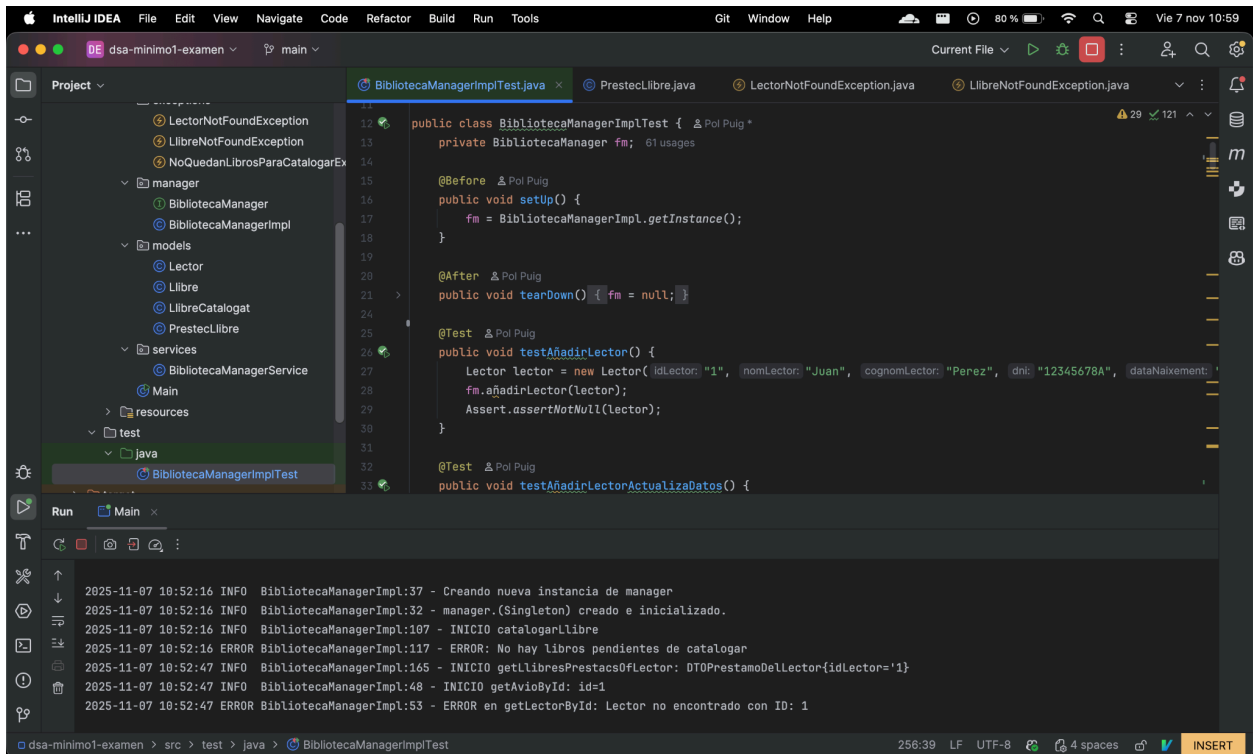 IntelliJ IDEA File Edit View Navigate Code Refactor Build Run Tools Git Window Help 80 % Vie 7 nov 10:59
DE dsa-minimo1-examen main Current File
Project
BibliotecaManagerImplTest.java PrestecLlibre.java LectorNotFoundException.java LlibreNotFoundException.java
LectorNotFoundException
LlibreNotFoundException
NoQuedanLibrosParaCatalogarEx
manager
BibliotecaManager
BibliotecaManagerImpl
models
Lector
Llibre
LlibreCatalogat
PrestecLlibre
services
BibliotecaManagerService
Main
resources
test
java
BibliotecaManagerImplTest
29 121
11
12 public class BibliotecaManagerImplTest { Pol Puig *
13 private BibliotecaManager fm; 61 usages
14
15 @Before Pol Puig
16 public void setUp() {
17 fm = BibliotecaManagerImpl.getInstance();
18 }
19
20 @After Pol Puig
21 public void tearDown() { fm = null; }
24
25 @Test Pol Puig
26 public void testAñadirLector() {
27 Lector lector = new Lector( idLector: "1", nomLector: "Juan", cognomLector: "Perez", dni: "12345678A", dataNaixement: "
28 fm.añadirLector(lector);
29 Assert.assertNotNull(lector);
30 }
31
32 @Test Pol Puig
33 public void testAñadirLectorActualizaDatos() {
Run Main
2025-11-07 10:52:16 INFO BibliotecaManagerImpl:37 - Creando nueva instancia de manager
2025-11-07 10:52:16 INFO BibliotecaManagerImpl:32 - manager.(Singleton) creado e inicializado.
2025-11-07 10:52:16 INFO BibliotecaManagerImpl:107 - INICIO catalogarLlibre
2025-11-07 10:52:16 ERROR BibliotecaManagerImpl:117 - ERROR: No hay libros pendientes de catalogar
2025-11-07 10:52:47 INFO BibliotecaManagerImpl:165 - INICIO getLlibresPrestacsOfLector: DTOPrestamoDelLector{idLector='1}
2025-11-07 10:52:47 INFO BibliotecaManagerImpl:48 - INICIO getAvioById: id=1
2025-11-07 10:52:47 ERROR BibliotecaManagerImpl:53 - ERROR en getLectorById: Lector no encontrado con ID: 1
dsa-minimo1-examen > src > test > java > BibliotecaManagerImplTest 256:39 LF UTF-8 4 spaces INSERT